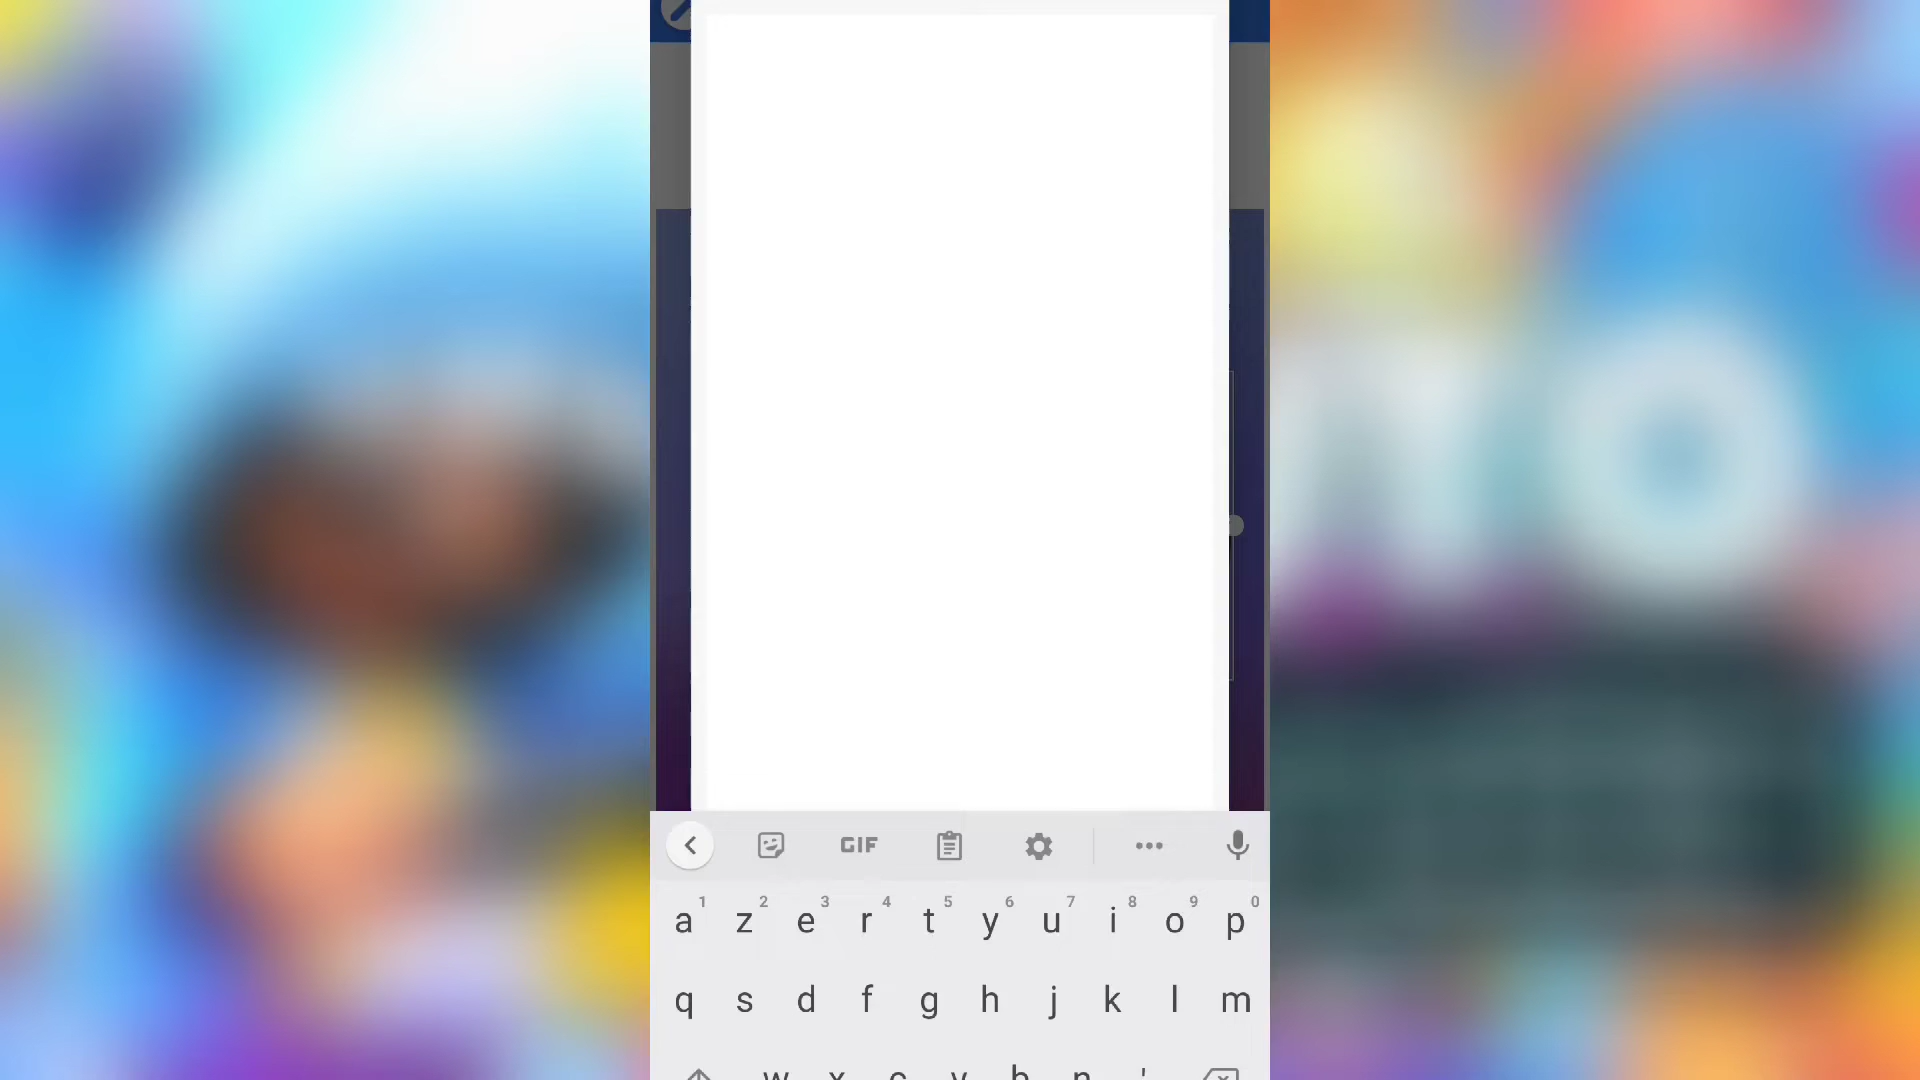 GIF
1 2 3 4 5 6 7 8 9 0
a z e r t y u i o p
q s d f g h j k l m
w x c v b n '